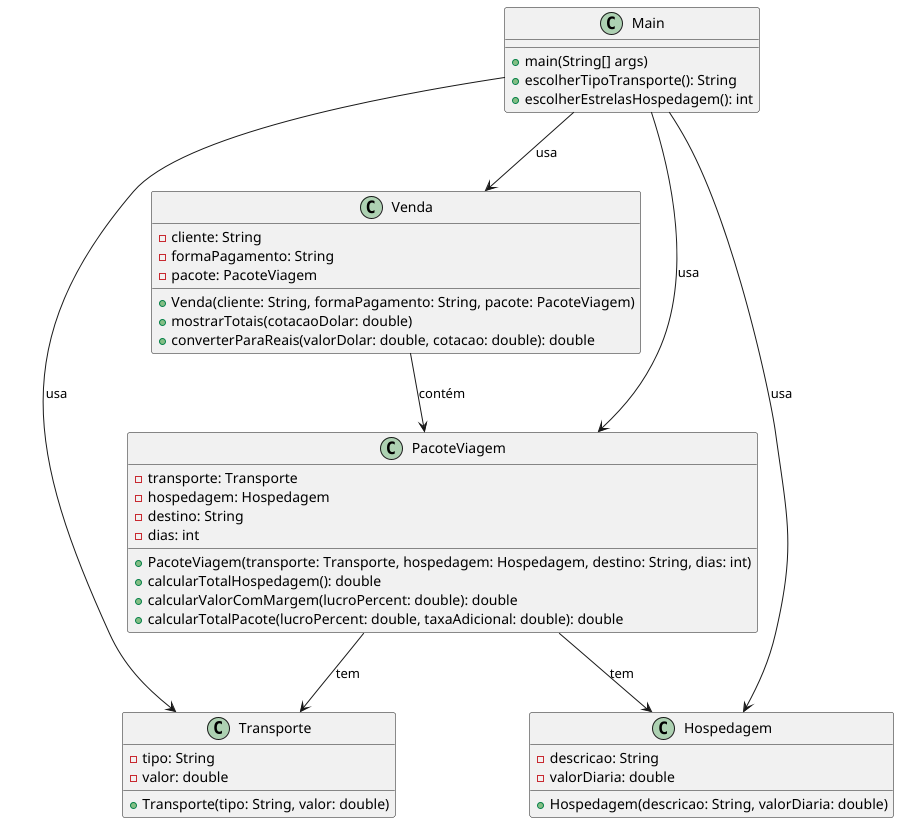 C Main
main(String[] args)
escolherTipoTransporte(): String
escolherEstrelasHospedagem(): int
usa
C Venda
cliente: String
formaPagamento: String
pacote: PacoteViagem
Venda(cliente: String, formaPagamento: String, pacote: PacoteViagem)
mostrarTotais(cotacaoDolar: double)
converterParaReais(valorDolar: double, cotacao: double): double
usa
usa
contém
usa
C PacoteViagem
transporte: Transporte
hospedagem: Hospedagem
destino: String
dias: int
PacoteViagem(transporte: Transporte, hospedagem: Hospedagem, destino: String, dias: int)
calcularTotalHospedagem(): double
calcularValorComMargem(lucroPercent: double): double
calcularTotalPacote(lucroPercent: double, taxaAdicional: double): double
tem
tem
C Transporte
tipo: String
valor: double
Transporte(tipo: String, valor: double)
C Hospedagem
descricao: String
valorDiaria: double
Hospedagem(descricao: String, valorDiaria: double)